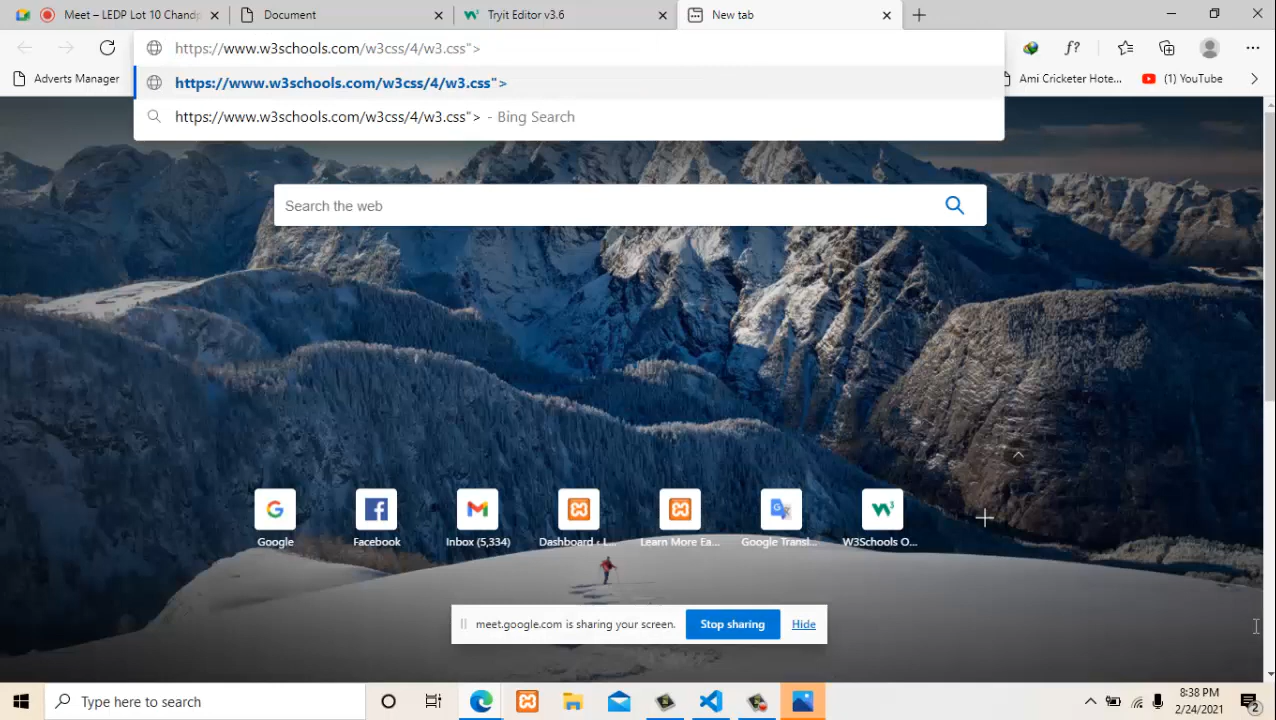 Meet – LEDP Lot 10 Chandp
Document
Tryit Editor v3.6
New tab
https://www.w3schools.com/w3css/4/w3.css">
Adverts Manager
https://www.w3schools.com/w3css/4/w3.css">
Ami Cricketer Hote...
(1) YouTube
https://www.w3schools.com/w3css/4/w3.css"> - Bing Search
Search the web
Google
Facebook
Inbox (5,334)
Dashboard ‹ L...
Learn More Ea...
Google Transl...
W3Schools O...
meet.google.com is sharing your screen.
Stop sharing
Hide
Type here to search
8:38 PM
2/24/2021
2